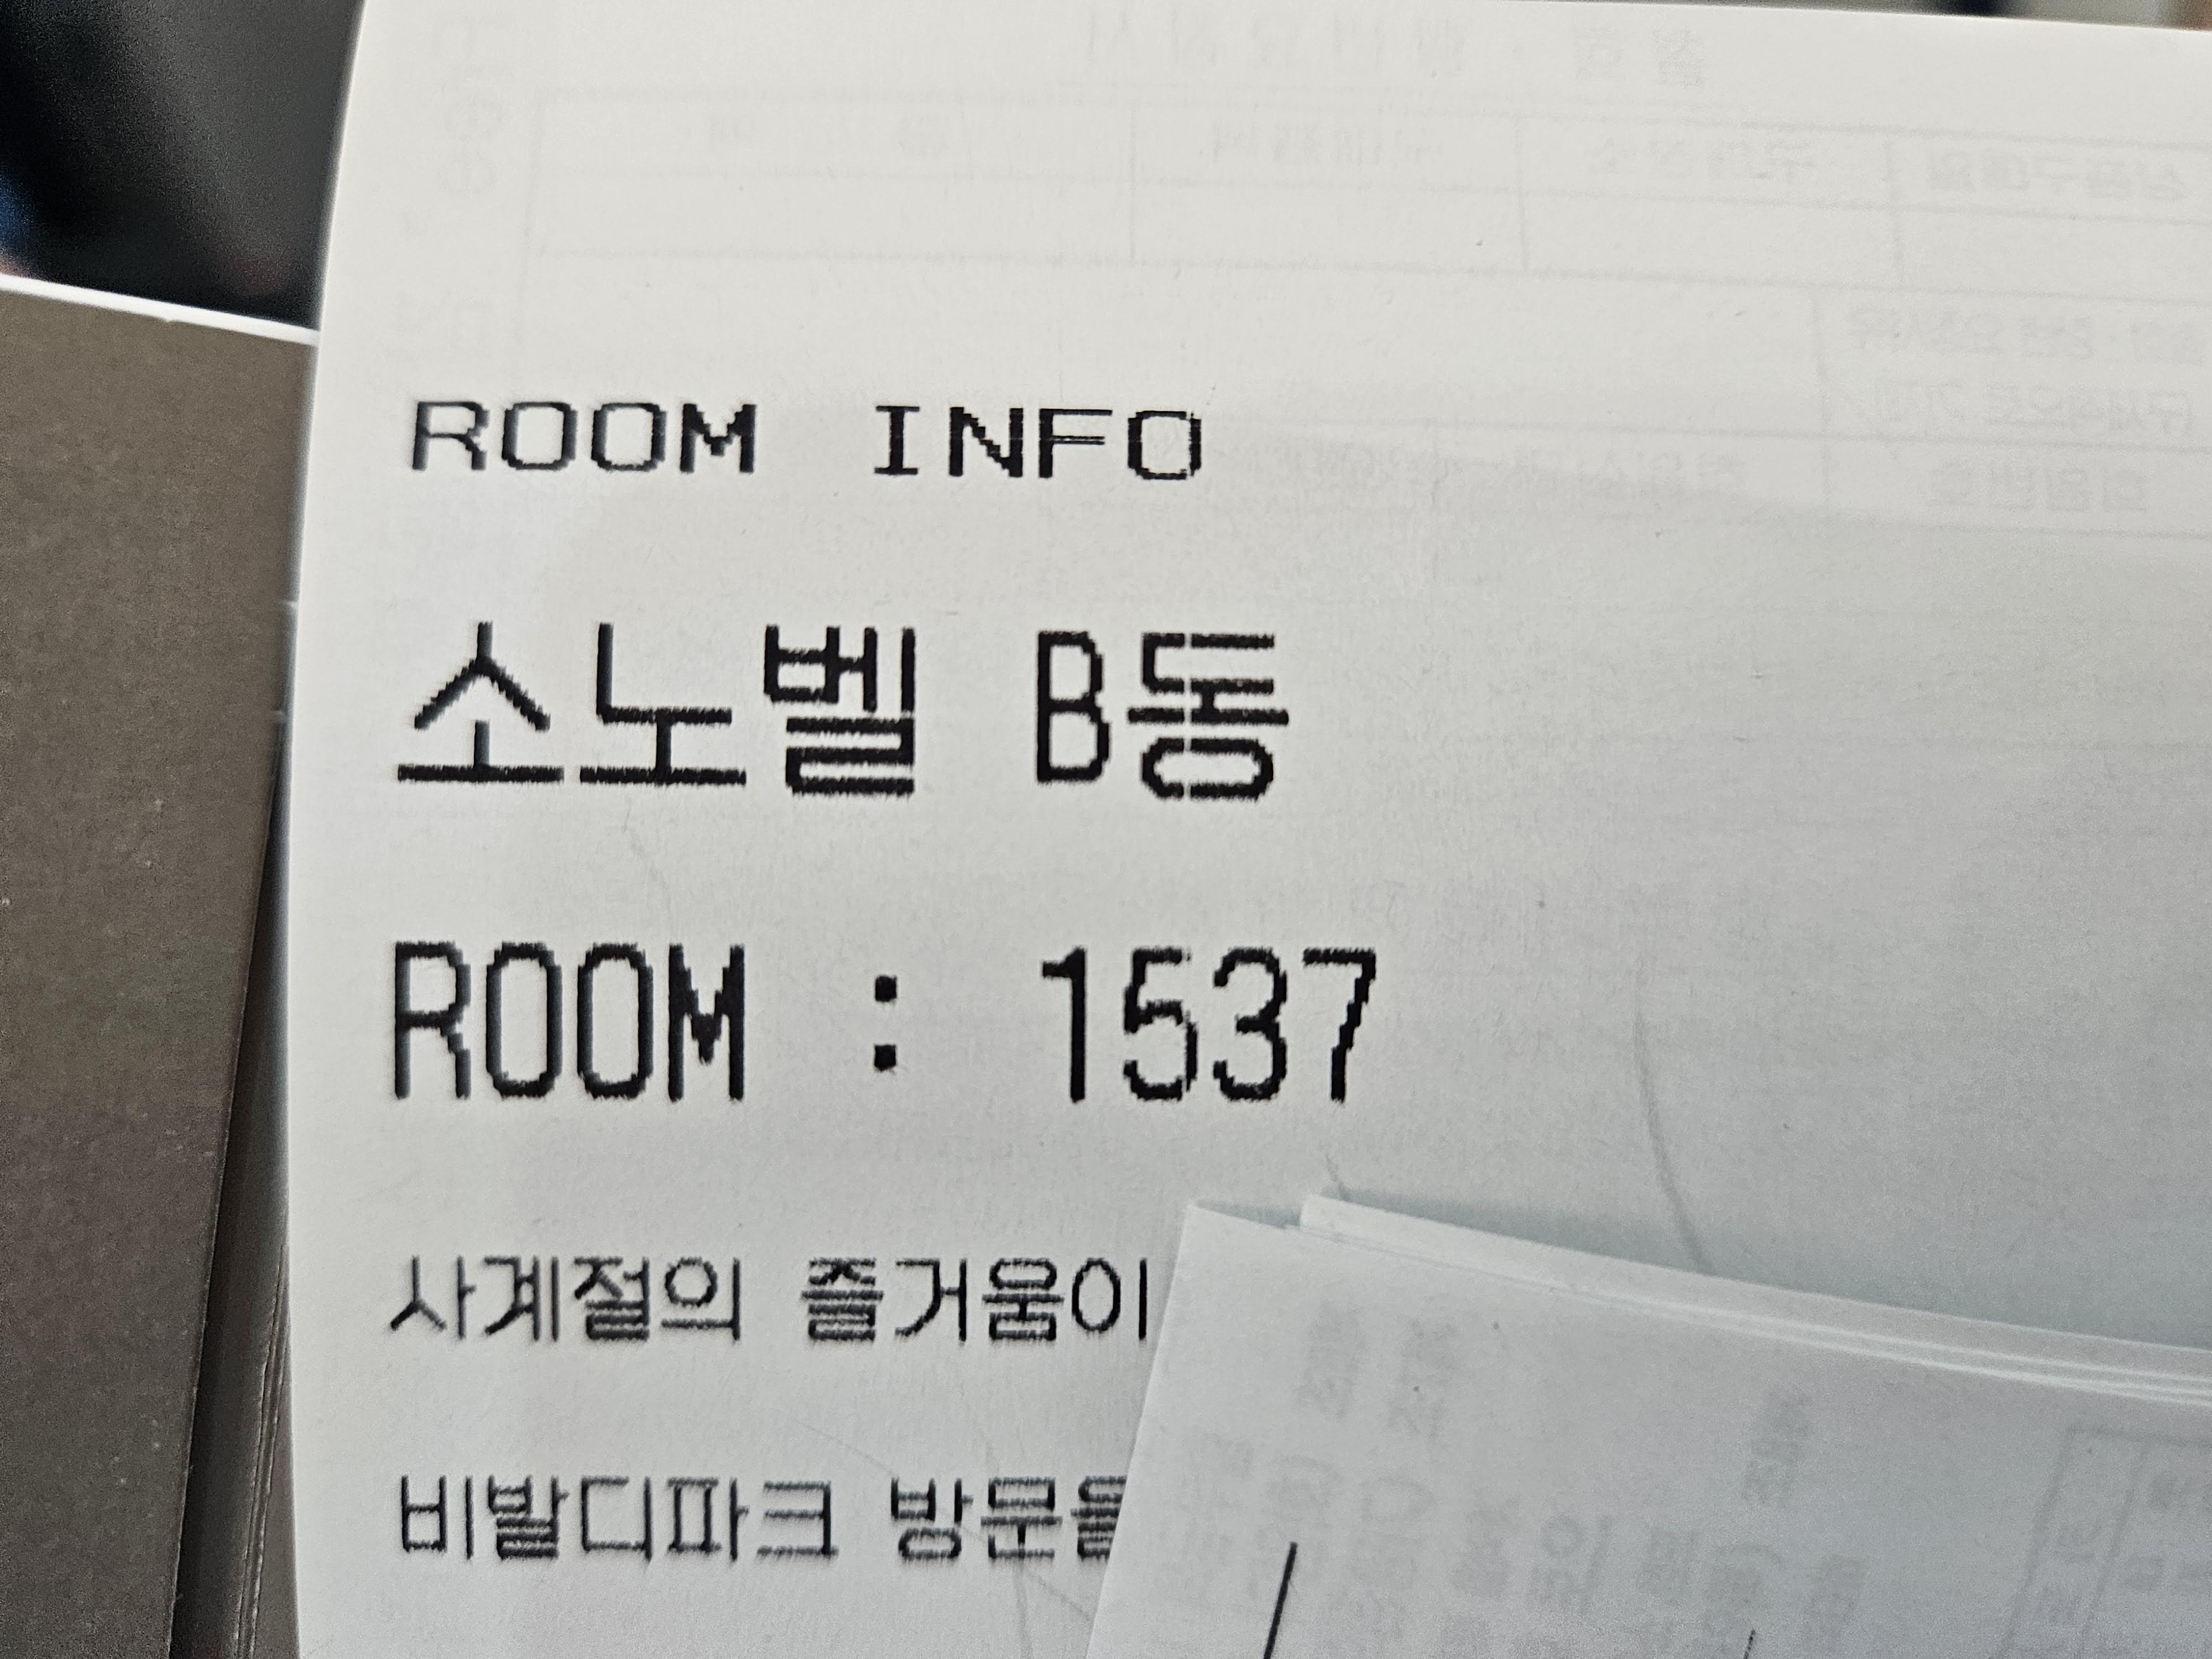 ROOM INFO
소노벨 B동
ROOM : 1537
사계절의 즐거움이
비발디파크 방문을